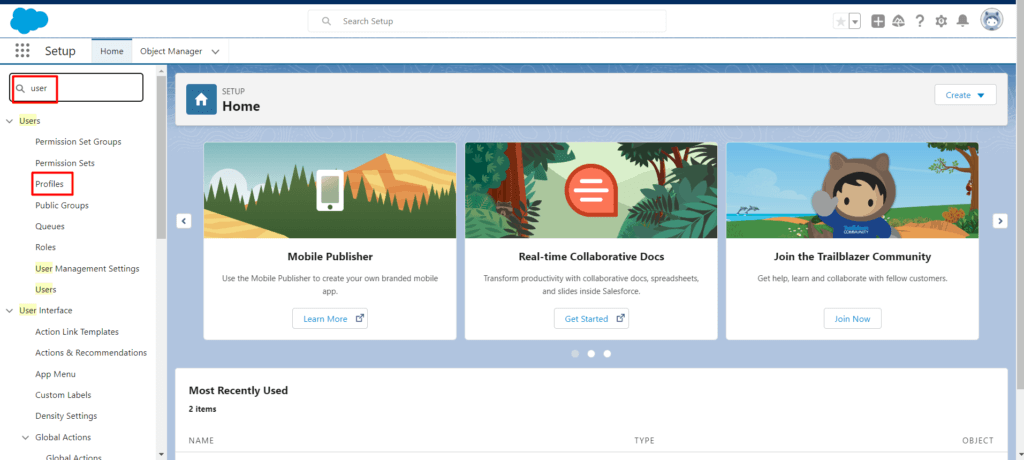 Search Setup
Setup
Home
Object Manager
user
Users
Permission Set Groups
Permission Sets
Profiles
Public Groups
Queues
Roles
User Management Settings
Users
User Interface
Action Link Templates
Actions & Recommendations
App Menu
Custom Labels
Density Settings
Global Actions
Global Actions
SETUP
Home
Create
Mobile Publisher
Use the Mobile Publisher to create your own branded mobile
app.
Learn More
Real-time Collaborative Docs
Transform productivity with collaborative docs, spreadsheets,
and slides inside Salesforce.
Get Started
COMMUNITY
Join the Trailblazer Community
Get help, learn and collaborate with fellow customers.
Join Now
Most Recently Used
2 items
NAME
TYPE
OBJECT